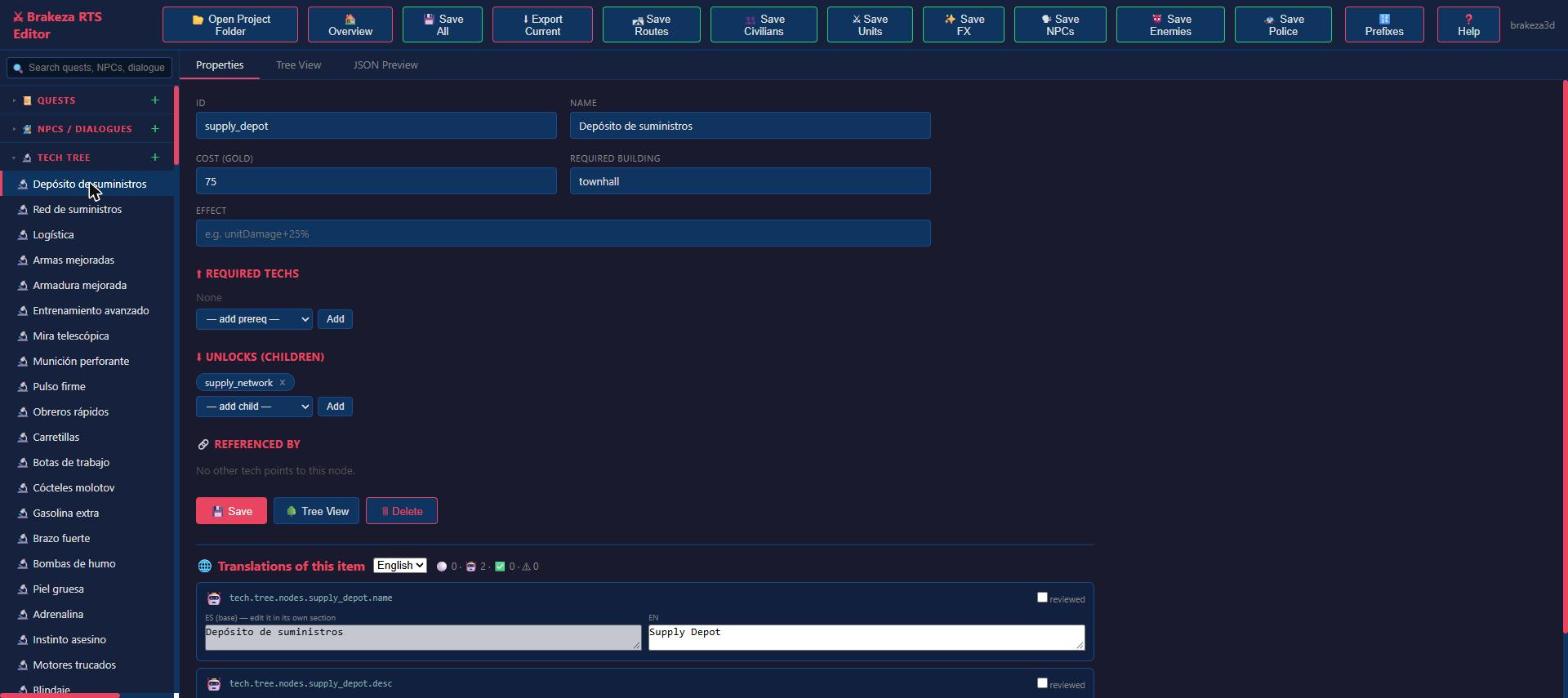 ⚔ Brakeza RTS Editor
📂 Open Project Folder
🏠 Overview
💾 Save All
⬇ Export Current
🛣 Save Routes
👥 Save Civilians
⚔ Save Units
✨ Save FX
🗣 Save NPCs
👹 Save Enemies
👮 Save Police
🔢 Prefixes
❓ Help
brakeza3d
🔍 Search quests, NPCs, dialogue
Properties
Tree View
JSON Preview
QUESTS +
NPCS / DIALOGUES +
TECH TREE +
Depósito de suministros
Red de suministros
Logística
Armas mejoradas
Armadura mejorada
Entrenamiento avanzado
Mira telescópica
Munición perforante
Pulso firme
Obreros rápidos
Carretillas
Botas de trabajo
Cócteles molotov
Gasolina extra
Brazo fuerte
Bombas de humo
Piel gruesa
Adrenalina
Instinto asesino
Motores trucados
Blindaje
ID
supply_depot
NAME
Depósito de suministros
COST (GOLD)
75
REQUIRED BUILDING
townhall
EFFECT
e.g. unitDamage+25%
⬆ REQUIRED TECHS
None
— add prereq —
Add
⬇ UNLOCKS (CHILDREN)
supply_network x
— add child —
Add
🔗 REFERENCED BY
No other tech points to this node.
💾 Save
🌳 Tree View
🗑 Delete
🌐 Translations of this item English ⚪ 0 · 🤖 2 · ✅ 0 · ⚠ 0
tech.tree.nodes.supply_depot.name
reviewed
ES (base) — edit it in its own section
Depósito de suministros
EN
Supply Depot
tech.tree.nodes.supply_depot.desc
reviewed